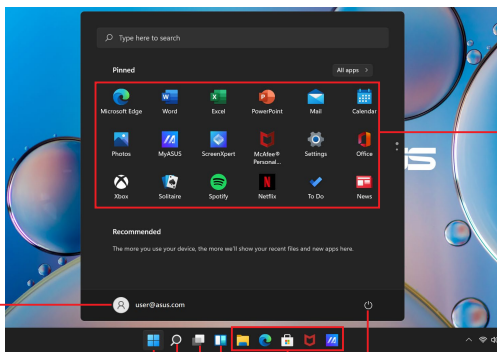 Type here to search
Pinned
All apps >
Microsoft Edge Word Excel PowerPoint Mail Calendar
Photos MyASUS ScreenXpert McAfee® Settings Office
Personal...
Xbox Solitaire Spotify Netflix To Do News
Recommended
The more you use your device, the more we'll show your recent files and new apps here.
user@asus.com